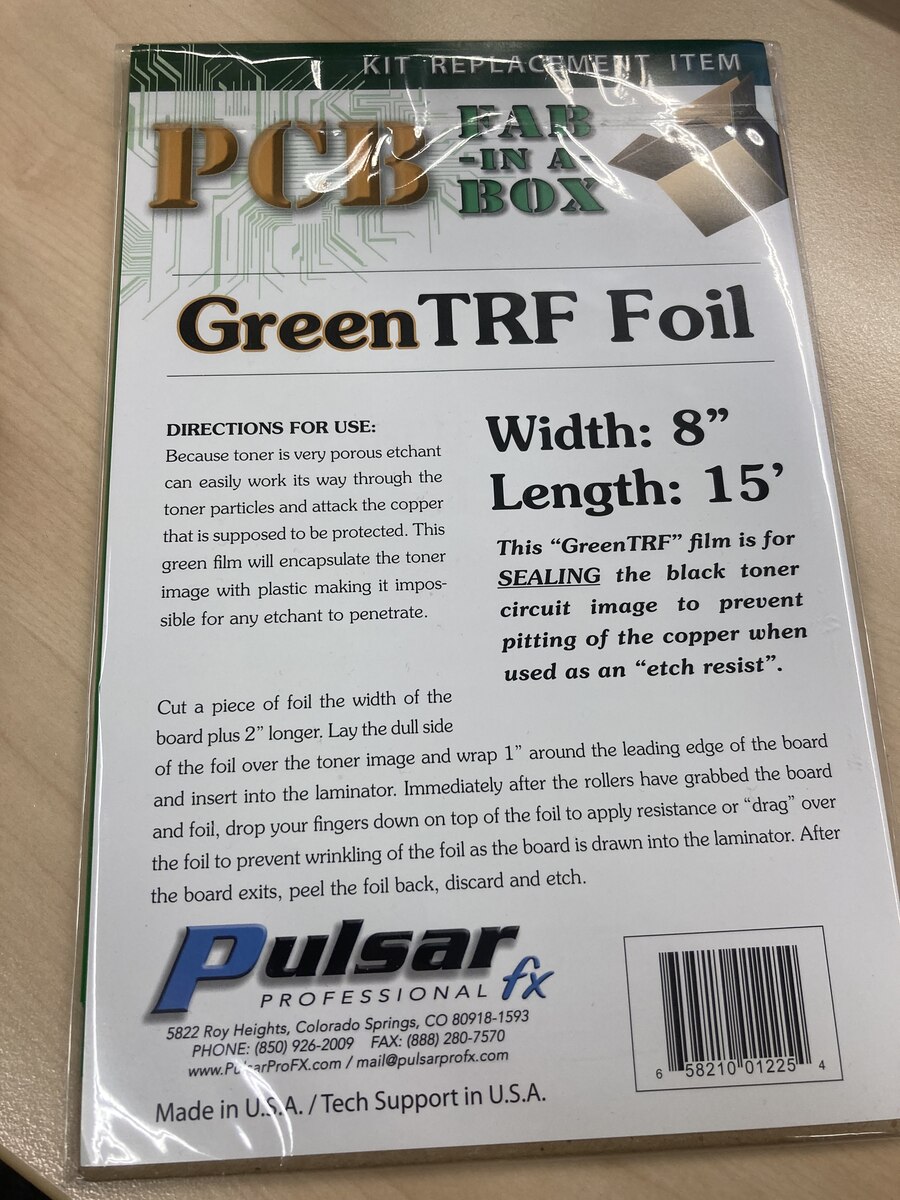 KIT REPLACEMENT ITEM
PCB
FAB
-IN A-
BOX
GreenTRF Foil
DIRECTIONS FOR USE:
Because toner is very porous etchant
can easily work its way through the
toner particles and attack the copper
that is supposed to be protected. This
green film will encapsulate the toner
image with plastic making it impos-
sible for any etchant to penetrate.
Width: 8”
Length: 15’
This “GreenTRF” film is for
SEALING the black toner
circuit image to prevent
pitting of the copper when
used as an “etch resist”.
Cut a piece of foil the width of the
board plus 2” longer. Lay the dull side
of the foil over the toner image and wrap 1” around the leading edge of the board
and insert into the laminator. Immediately after the rollers have grabbed the board
and foil, drop your fingers down on top of the foil to apply resistance or “drag” over
the foil to prevent wrinkling of the foil as the board is drawn into the laminator. After
the board exits, peel the foil back, discard and etch.
Pulsar
PROFESSIONAL fx
5822 Roy Heights, Colorado Springs, CO 80918-1593
PHONE: (850) 926-2009 FAX: (888) 280-7570
www.PulsarProFX.com / mail@pulsarprofx.com
Made in U.S.A. / Tech Support in U.S.A.
6 58210 01225 4